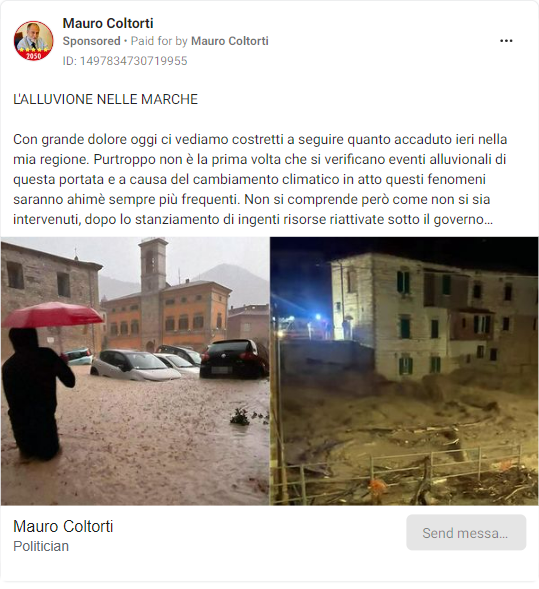 Mauro Coltorti
Sponsored • Paid for by Mauro Coltorti
ID: 1497834730719955
L'ALLUVIONE NELLE MARCHE
Con grande dolore oggi ci vediamo costretti a seguire quanto accaduto ieri nella
mia regione. Purtroppo non è la prima volta che si verificano eventi alluvionali di
questa portata e a causa del cambiamento climatico in atto questi fenomeni
saranno ahimè sempre più frequenti. Non si comprende però come non si sia
intervenuti, dopo lo stanziamento di ingenti risorse riattivate sotto il governo…
2050
Mauro Coltorti
Politician
Send messa…